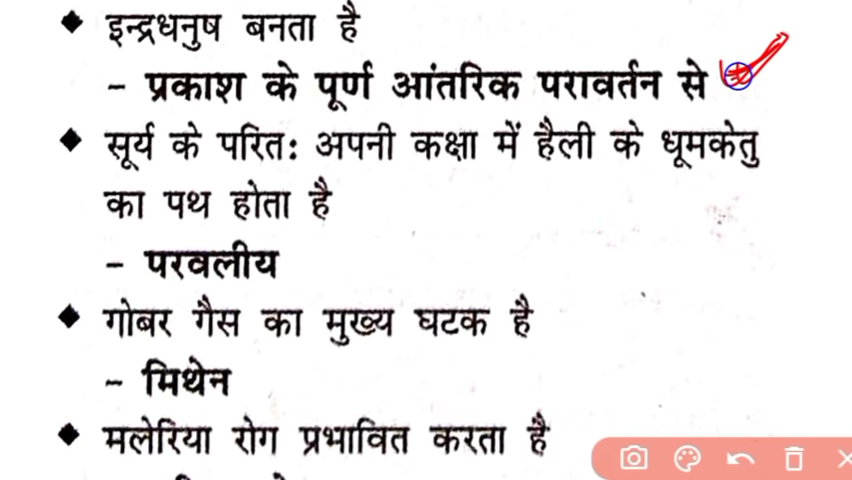 ◆ इन्द्रधनुष बनता है
- प्रकाश के पूर्ण आंतरिक परावर्तन से
◆ सूर्य के परित: अपनी कक्षा में हैली के धूमकेतु
का पथ होता है
- परवलीय
◆ गोबर गैस का मुख्य घटक है
- मिथेन
◆ मलेरिया रोग प्रभावित करता है